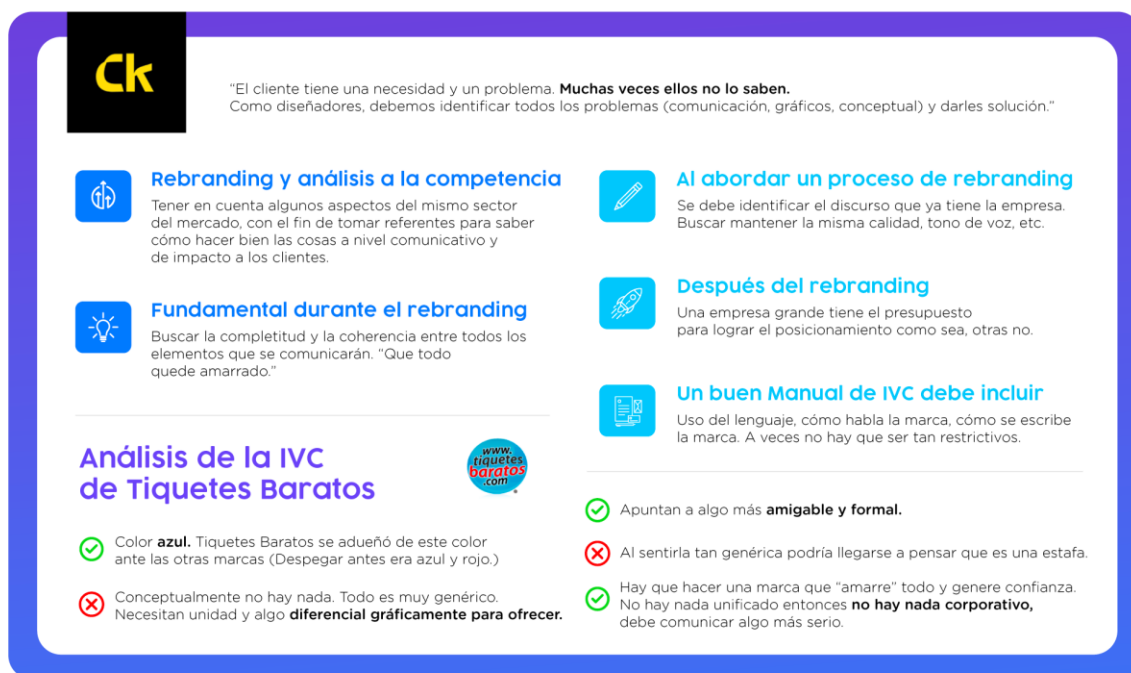 Ck
“El cliente tiene una necesidad y un problema. Muchas veces ellos no lo saben.
Como diseñadores, debemos identificar todos los problemas (comunicación, gráficos, conceptual) y darles solución.”
Rebranding y análisis a la competencia
Tener en cuenta algunos aspectos del mismo sector
del mercado, con el fin de tomar referentes para saber
cómo hacer bien las cosas a nivel comunicativo y
de impacto a los clientes.
Fundamental durante el rebranding
Buscar la completitud y la coherencia entre todos los
elementos que se comunicarán. “Que todo
quede amarrado.”
Al abordar un proceso de rebranding
Se debe identificar el discurso que ya tiene la empresa.
Buscar mantener la misma calidad, tono de voz, etc.
Después del rebranding
Una empresa grande tiene el presupuesto
para lograr el posicionamiento como sea, otras no.
Un buen Manual de IVC debe incluir
Uso del lenguaje, cómo habla la marca, cómo se escribe
la marca. A veces no hay que ser tan restrictivos.
Análisis de la IVC
de Tiquetes Baratos
www.
tiquetes
baratos
.com
Color azul. Tiquetes Baratos se adueñó de este color
ante las otras marcas (Despegar antes era azul y rojo.)
Conceptualmente no hay nada. Todo es muy genérico.
Necesitan unidad y algo diferencial gráficamente para ofrecer.
Apuntan a algo más amigable y formal.
Al sentirla tan genérica podría llegarse a pensar que es una estafa.
Hay que hacer una marca que “amarre” todo y genere confianza.
No hay nada unificado entonces no hay nada corporativo,
debe comunicar algo más serio.